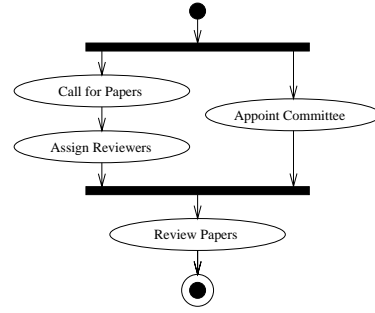 Call for Papers
Appoint Committee
Assign Reviewers
Review Papers